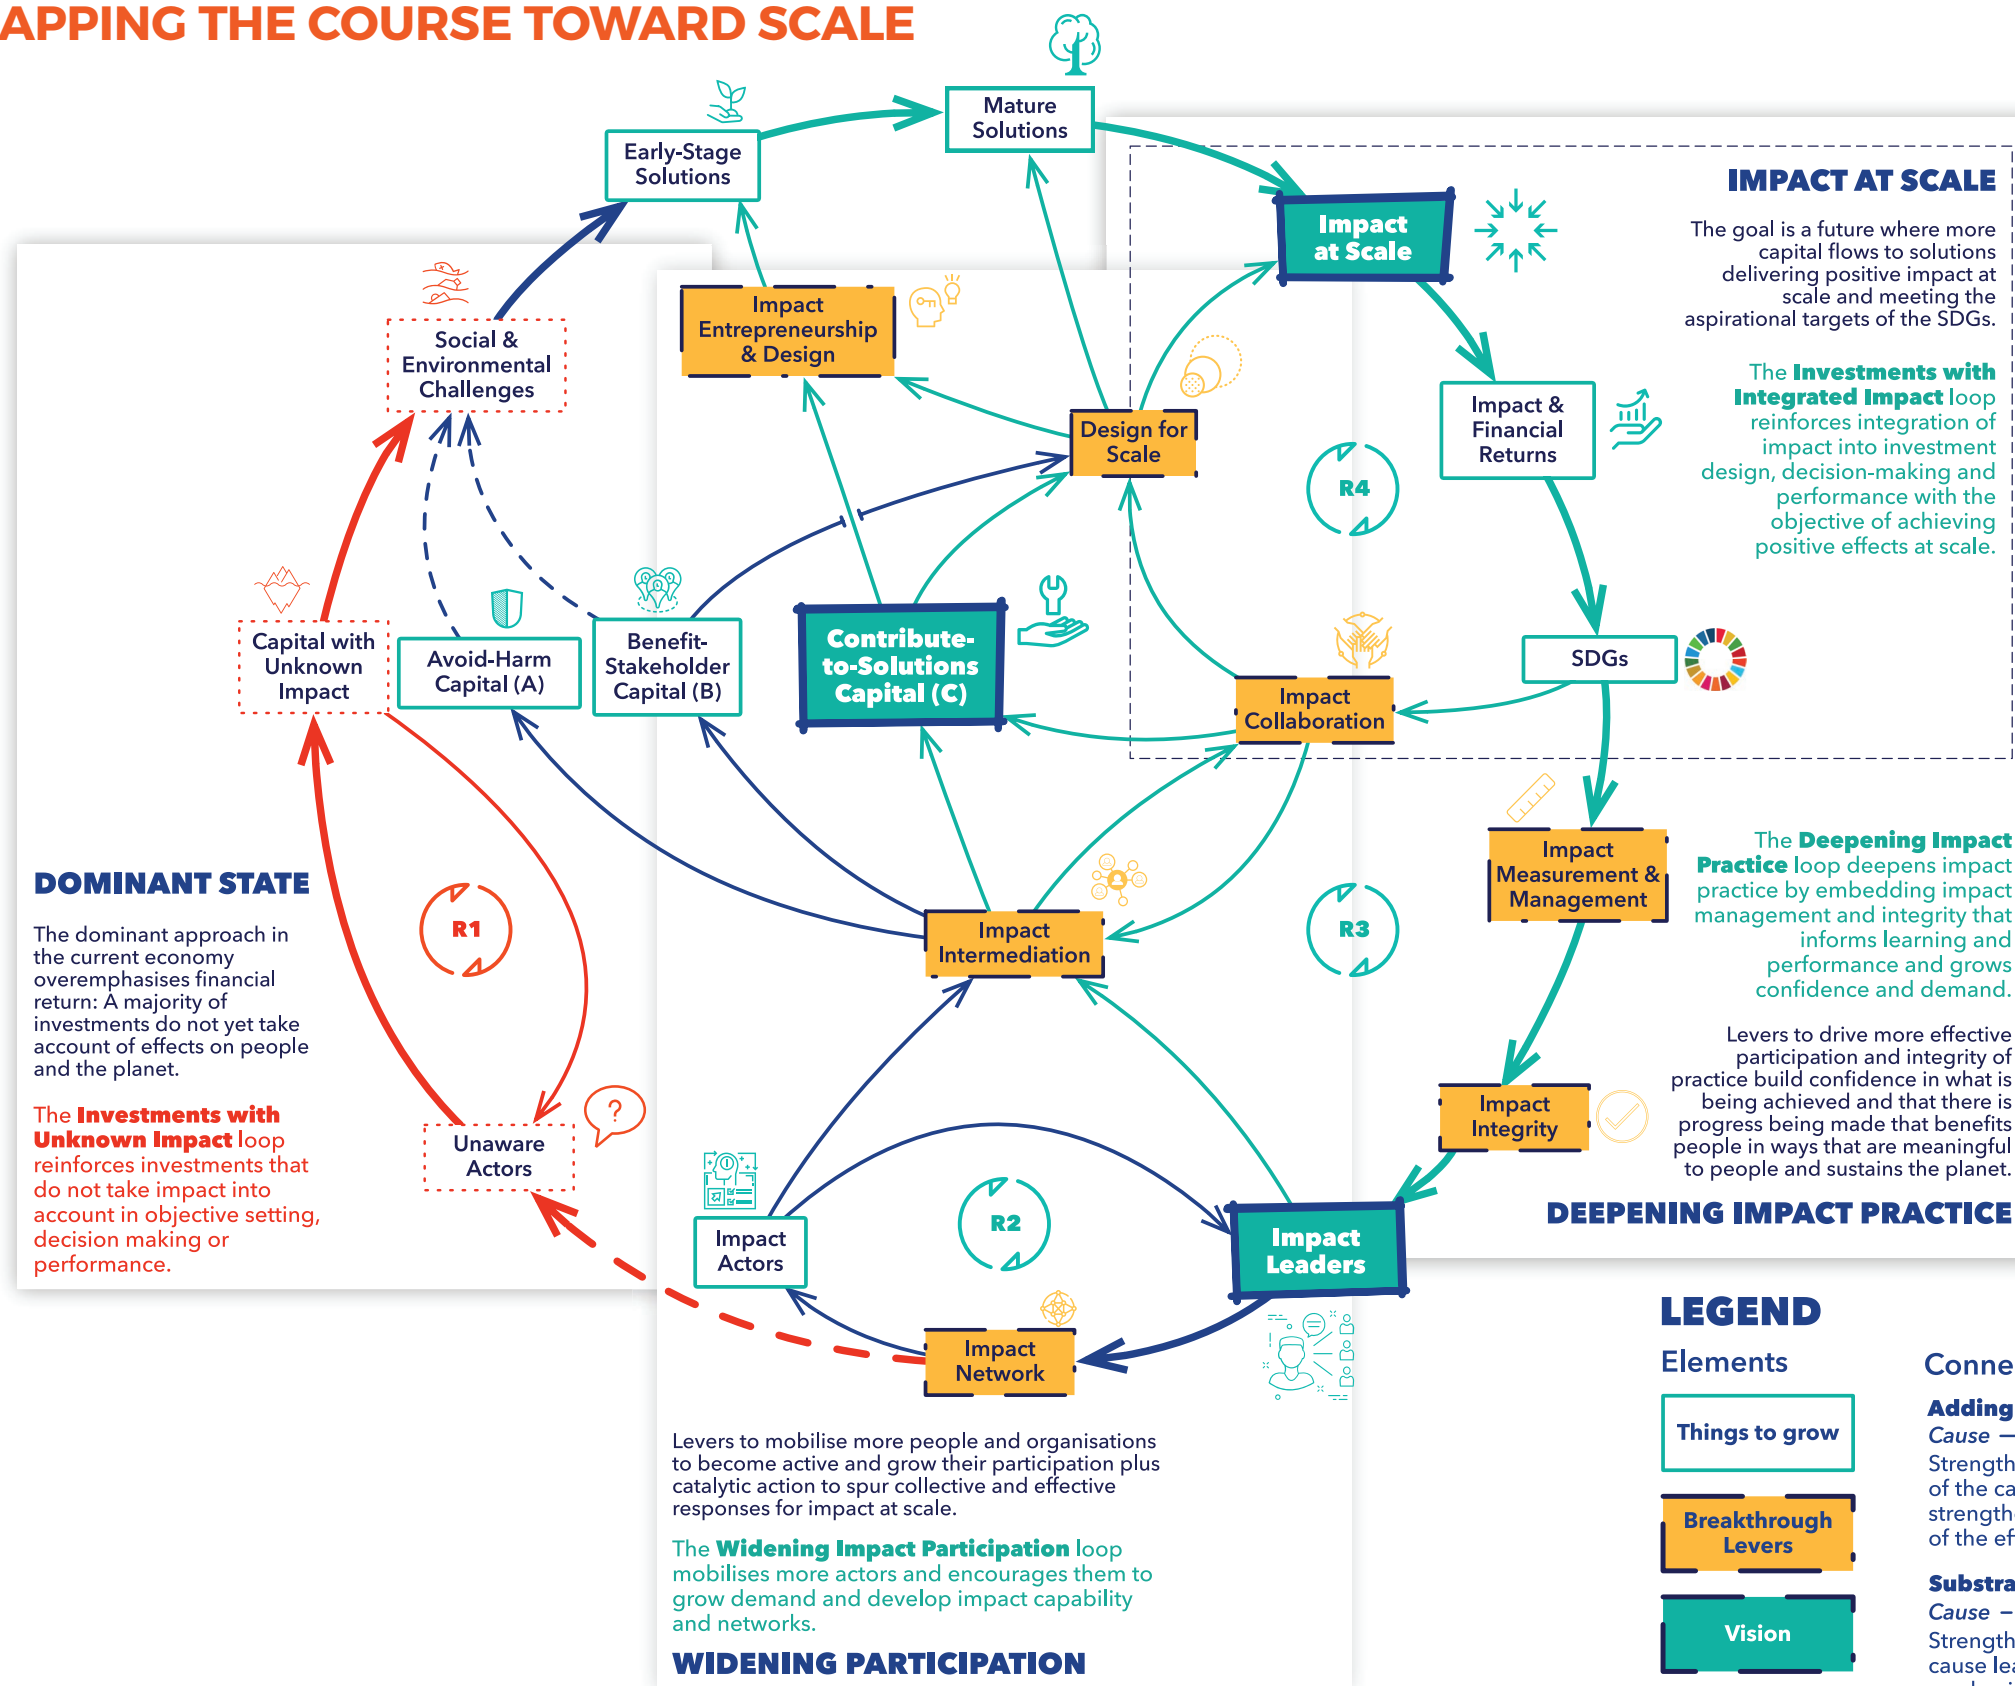 APPING THE COURSE TOWARD SCALE
Mature
Solutions
Early-Stage
Solutions
IMPACT AT SCALE
The goal is a future where more
capital flows to solutions
delivering positive impact at
scale and meeting the
aspirational targets of the SDGs.
The Investments with
Integrated Impact loop
reinforces integration of
impact into investment
design, decision-making and
performance with the
objective of achieving
positive effects at scale.
Impact
at Scale
Impact
Entrepreneurship
& Design
Social &
Environmental
Challenges
Design for
Scale
Impact &
Financial
Returns
R4
Capital with
Unknown
Impact
Avoid-Harm
Capital (A)
Benefit-
Stakeholder
Capital (B)
Contribute-
to-Solutions
Capital (C)
SDGs
Impact
Collaboration
DOMINANT STATE
The dominant approach in
the current economy
overemphasises financial
return: A majority of
investments do not yet take
account of effects on people
and the planet.
The Investments with
Unknown Impact loop
reinforces investments that
do not take impact into
account in objective setting,
decision making or
performance.
R1
Impact
Intermediation
R3
Impact
Measurement &
Management
The Deepening Impact
Practice loop deepens impact
practice by embedding impact
management and integrity that
informs learning and
performance and grows
confidence and demand.
Levers to drive more effective
participation and integrity of
practice build confidence in what is
being achieved and that there is
progress being made that benefits
people in ways that are meaningful
to people and sustains the planet.
DEEPENING IMPACT PRACTICE
Impact
Integrity
Unaware
Actors
?
Impact
Actors
R2
Impact
Leaders
Impact
Network
Levers to mobilise more people and organisations
to become active and grow their participation plus
catalytic action to spur collective and effective
responses for impact at scale.
The Widening Impact Participation loop
mobilises more actors and encourages them to
grow demand and develop impact capability
and networks.
WIDENING PARTICIPATION
LEGEND
Elements
Things to grow
Breakthrough
Levers
Vision
Conne
Adding
Cause –
Strength
of the ca
strength
of the ef
Substra
Cause –
Strength
cause lea